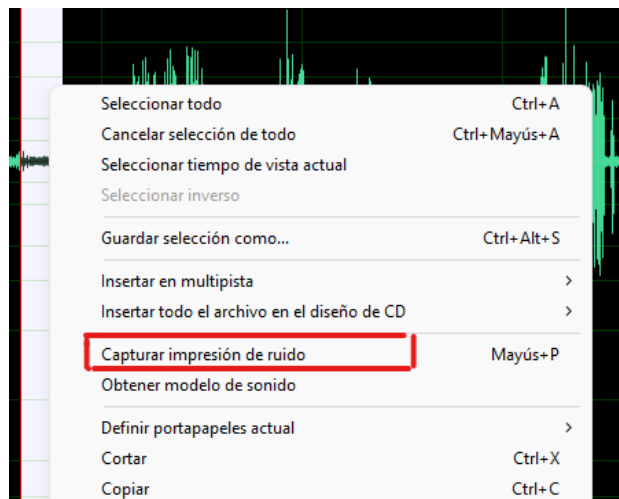 Seleccionar todo Ctrl+A
Cancelar selección de todo Ctrl+Mayús+A
Seleccionar tiempo de vista actual
Seleccionar inverso
Guardar selección como... Ctrl+Alt+S
Insertar en multipista
Insertar todo el archivo en el diseño de CD
Capturar impresión de ruido Mayús+P
Obtener modelo de sonido
Definir portapapeles actual
Cortar Ctrl+X
Copiar Ctrl+C